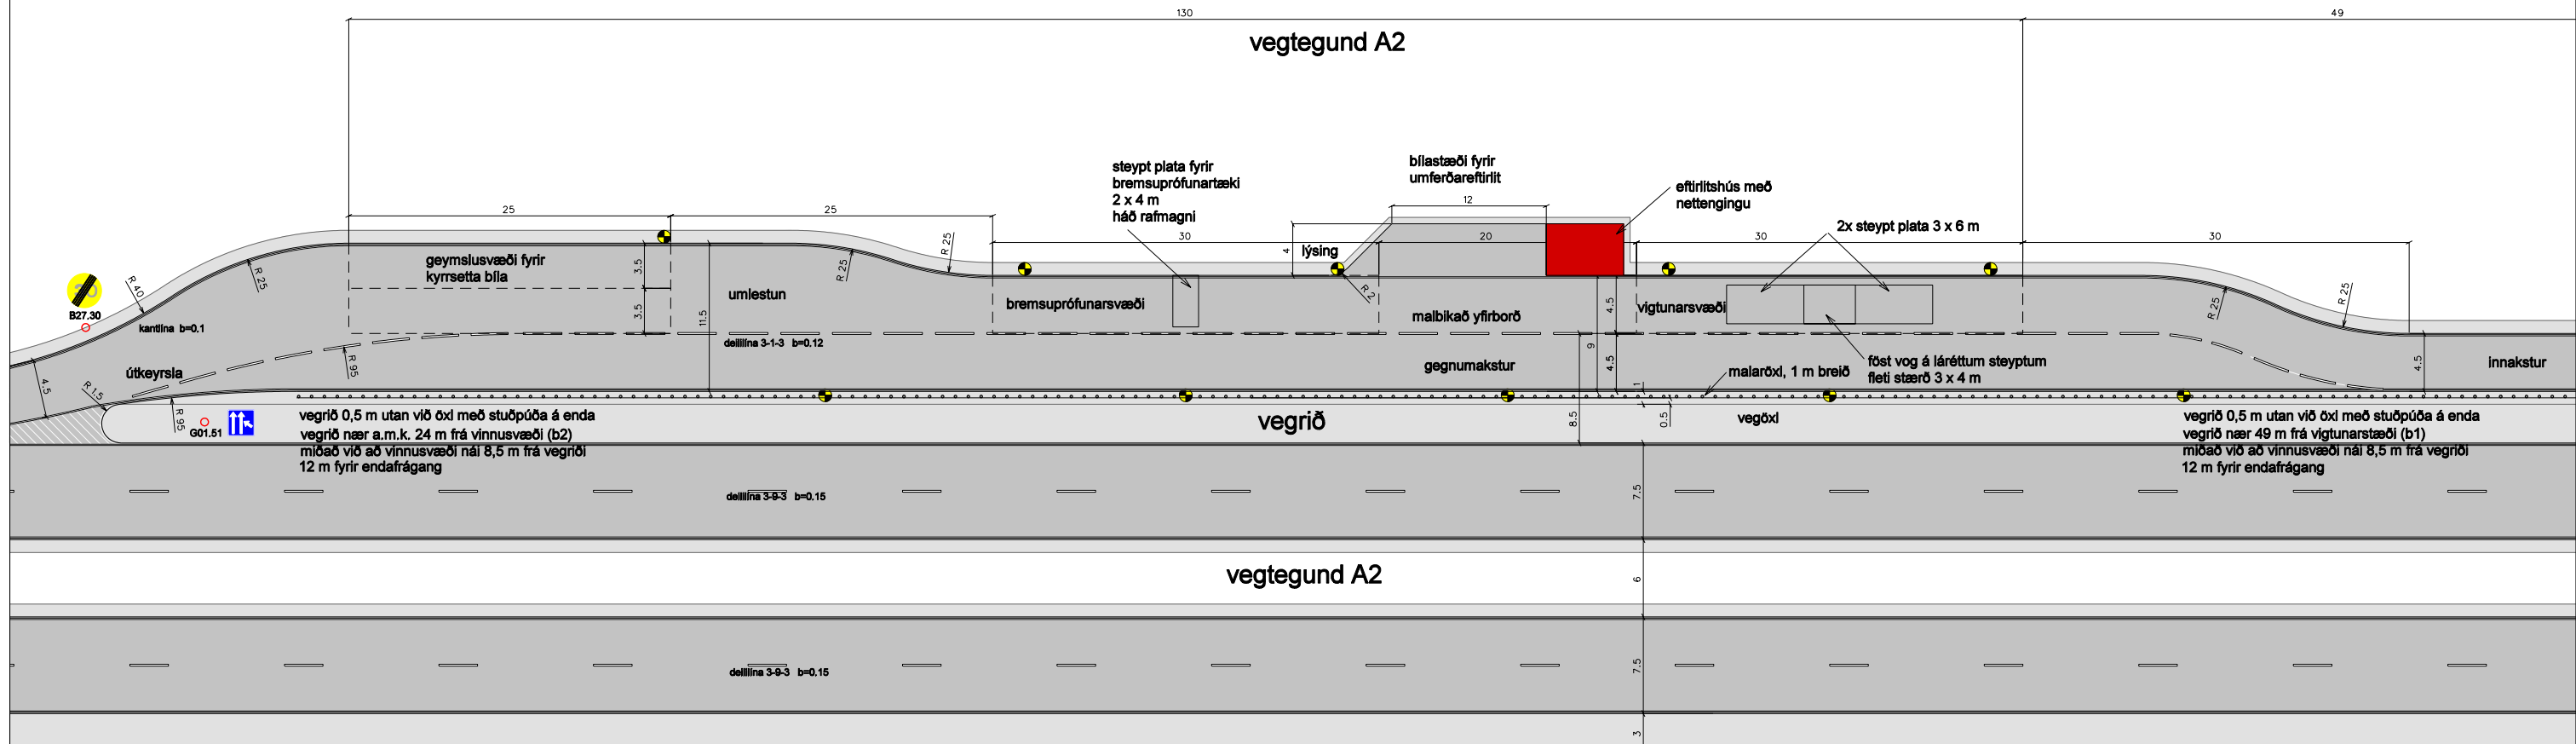 130
49
vegtegund A2
steypt plata fyrir
bremsuprófunartæki
2 x 4 m
háð rafmagni
bílastæði fyrir
umferðareftirlit
eftirlitshús með
nettengingu
25
25
12
2x steypt plata 3 x 6 m
30
20
30
30
R 25
4
lýsing
geymslusvæði fyrir
kyrrsetta bíla
3.5
3.5
R 25
R 25
R 40
B27.30
kantlína b=0.1
umlestun
11.5
bremsuprófunarsvæði
R 2
malbikað yfirborð
4.5
vigtunarsvæði
R 25
R 25
deililína 3-1-3 b=0.12
R 95
útkeyrsla
4.5
R 1.5
R 95
gegnumakstur
9
4.5
malaröxl, 1 m breið
föst vog á láréttum steyptum
fleti stærð 3 x 4 m
4.5
innakstur
1
G01.51
vegrið 0,5 m utan við öxl með stuðpúða á enda
vegrið nær a.m.k. 24 m frá vinnusvæði (b2)
miðað við að vinnusvæði nái 8,5 m frá vegriði
12 m fyrir endafrágang
vegrið
8.5
0.5
vegöxl
vegrið 0,5 m utan við öxl með stuðpúða á enda
vegrið nær 49 m frá vigtunarstæði (b1)
miðað við að vinnusvæði nái 8,5 m frá vegriði
12 m fyrir endafrágang
deililína 3-9-3 b=0.15
7.5
vegtegund A2
6
deililína 3-9-3 b=0.15
7.5
3